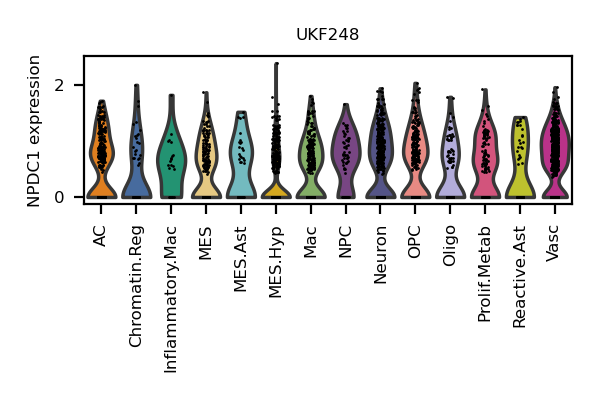 UKF248
NPDC1 expression
2
0
AC
Chromatin.Reg
Inflammatory.Mac
MES
MES.Ast
MES.Hyp
Mac
NPC
Neuron
OPC
Oligo
Prolif.Metab
Reactive.Ast
Vasc